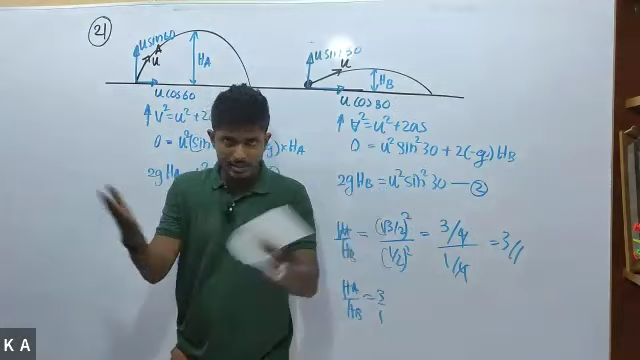 21
u sin 60
A
u
H_A
u cos 60
↑ v² = u² + 2a
0 = u² (sin g) × H_A
2g H_A = u²
u sin 30
u
H_B
u cos 30
↑ v² = u² + 2as
0 = u² sin² 30 + 2(-g) H_B
2g H_B = u² sin² 30 — ②
H_A/H_B = (√3/2)²/(1/2)² = 3/4/1/4 = 3//
H_A/H_B = 3/1
K A